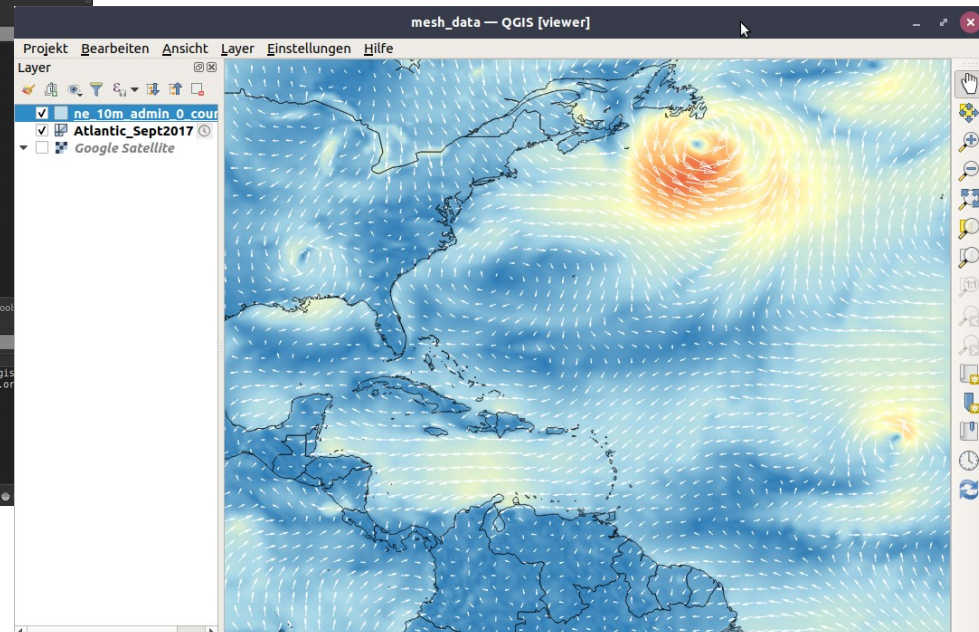 mesh_data — QGIS [viewer]
Projekt Bearbeiten Ansicht Layer Einstellungen Hilfe
Layer
ne_10m_admin_0_cour
Atlantic_Sept2017
Google Satellite